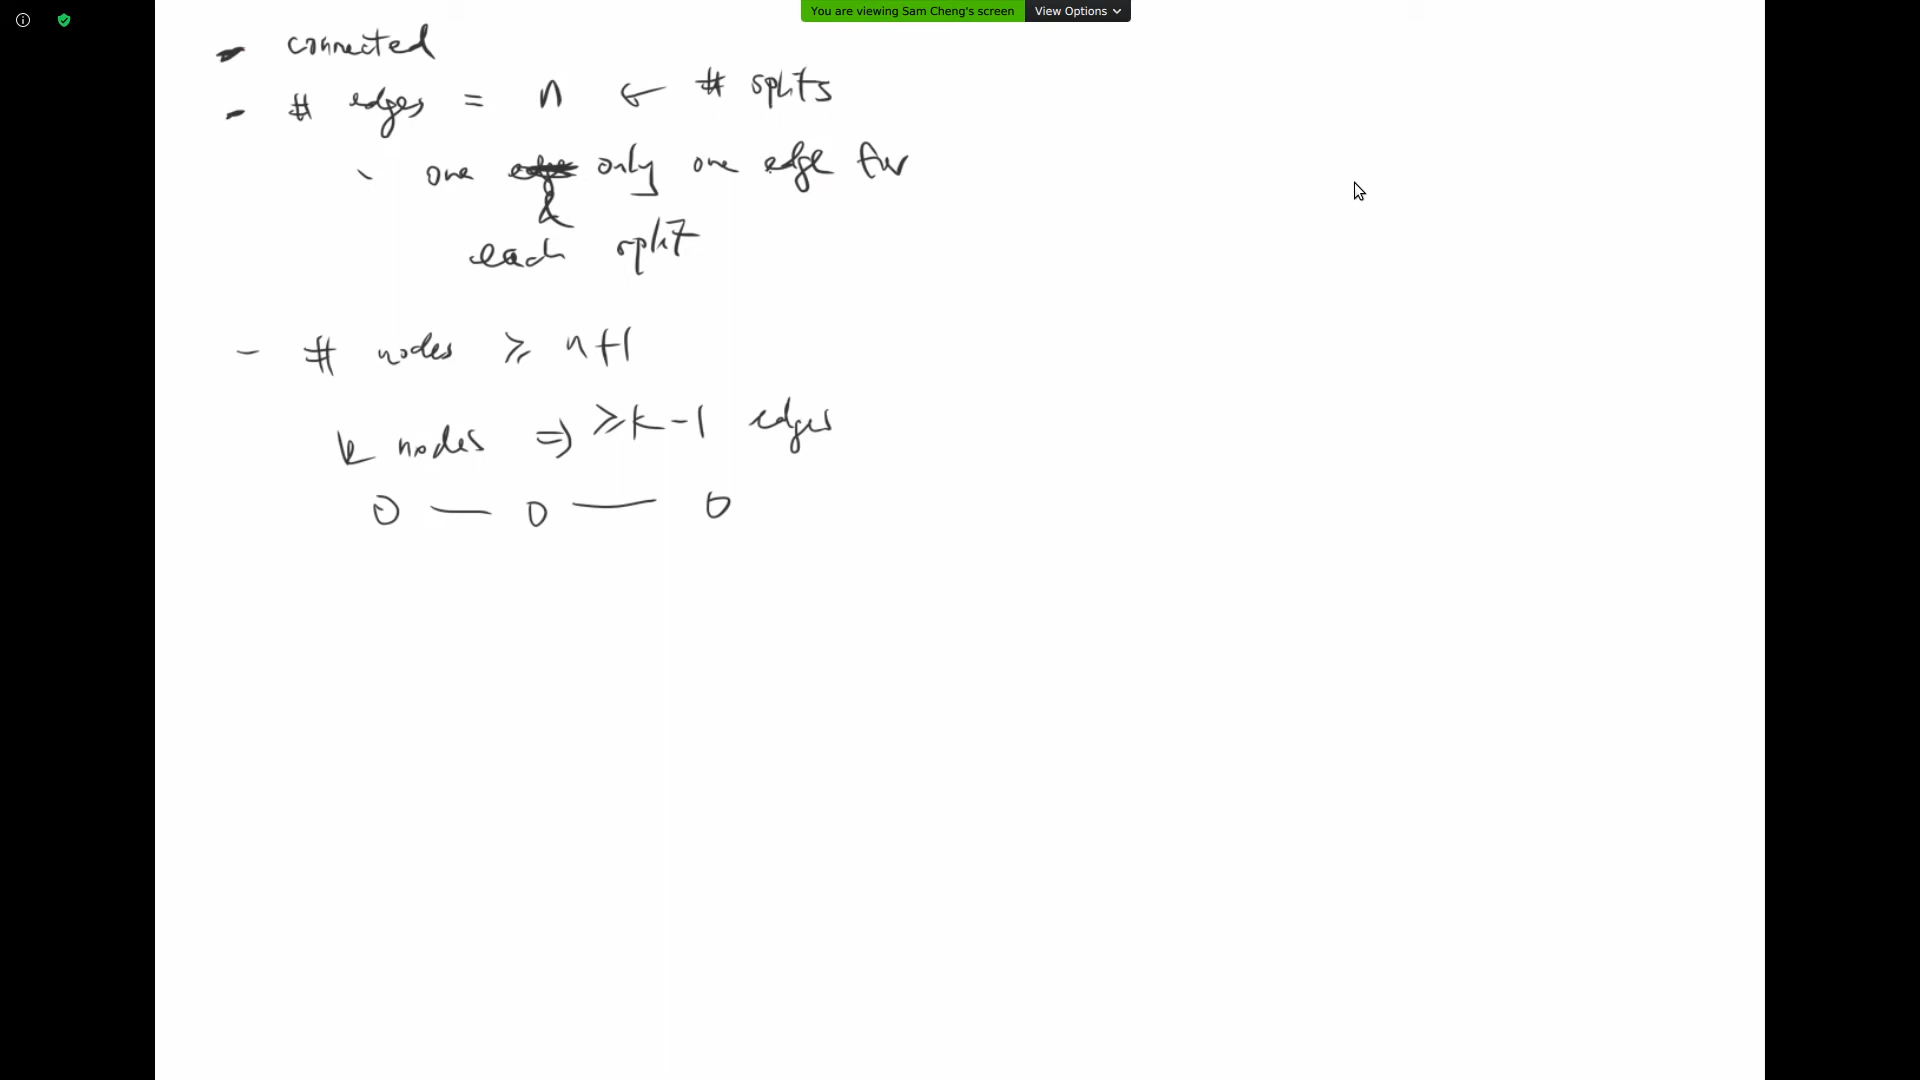 You are viewing Sam Cheng's screen View Options
- connected
- # edges = n ← # splits
- one & only one edge for
each split
- # nodes ≥ n+1
k nodes ⇒ ≥k-1 edges
O — O — O